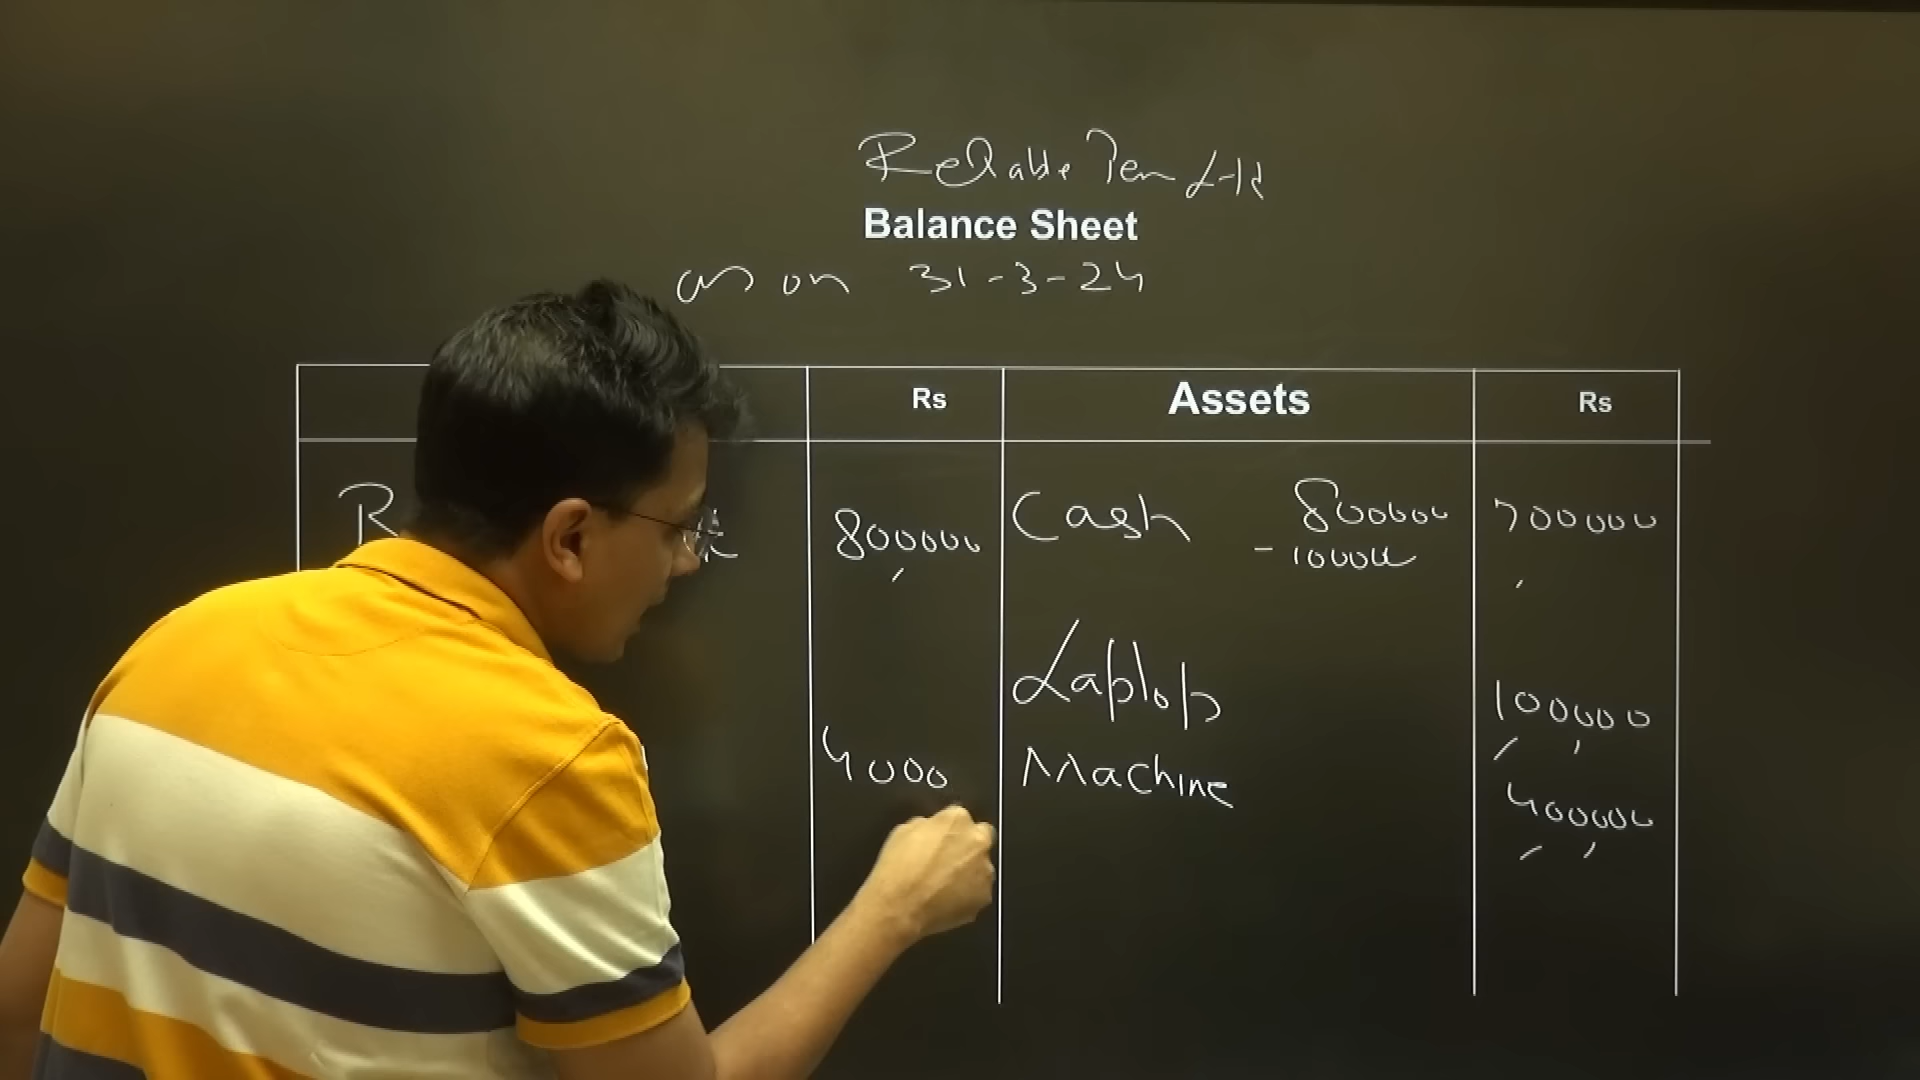 Reliable Pen Ltd
Balance Sheet
as on 31-3-24
Rs Assets Rs
800000 Cash 800000 700000
- 100000
Laptop 100000
4000 Machine 400000